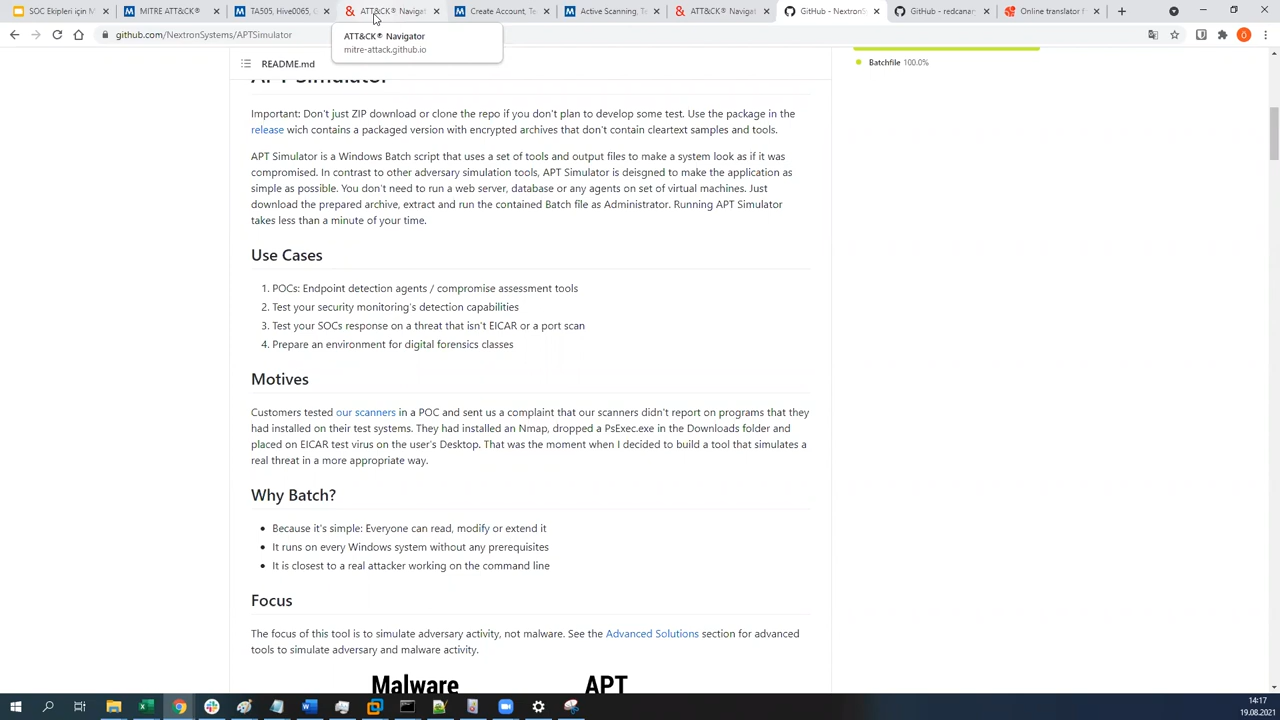 SOC Ekipleri için M
MITRE ATT&CK®
TA505, Hive0065, G
ATT&CK® Navigat
Create Account, Te
Active Scanning, Te
ATT&CK® Navigat
GitHub - NextronSy
GitHub - redcanary
Online translator f
github.com/NextronSystems/APTSimulator
ATT&CK® Navigator
mitre-attack.github.io
README.md
Batchfile 100.0%
APT Simulator
Important: Don't just ZIP download or clone the repo if you don't plan to develop some test. Use the package in the
release wich contains a packaged version with encrypted archives that don't contain cleartext samples and tools.
APT Simulator is a Windows Batch script that uses a set of tools and output files to make a system look as if it was
compromised. In contrast to other adversary simulation tools, APT Simulator is deisgned to make the application as
simple as possible. You don't need to run a web server, database or any agents on set of virtual machines. Just
download the prepared archive, extract and run the contained Batch file as Administrator. Running APT Simulator
takes less than a minute of your time.
Use Cases
1. POCs: Endpoint detection agents / compromise assessment tools
2. Test your security monitoring's detection capabilities
3. Test your SOCs response on a threat that isn't EICAR or a port scan
4. Prepare an environment for digital forensics classes
Motives
Customers tested our scanners in a POC and sent us a complaint that our scanners didn't report on programs that they
had installed on their test systems. They had installed an Nmap, dropped a PsExec.exe in the Downloads folder and
placed on EICAR test virus on the user's Desktop. That was the moment when I decided to build a tool that simulates a
real threat in a more appropriate way.
Why Batch?
• Because it's simple: Everyone can read, modify or extend it
• It runs on every Windows system without any prerequisites
• It is closest to a real attacker working on the command line
Focus
The focus of this tool is to simulate adversary activity, not malware. See the Advanced Solutions section for advanced
tools to simulate adversary and malware activity.
Malware APT
14:17
19.08.2021